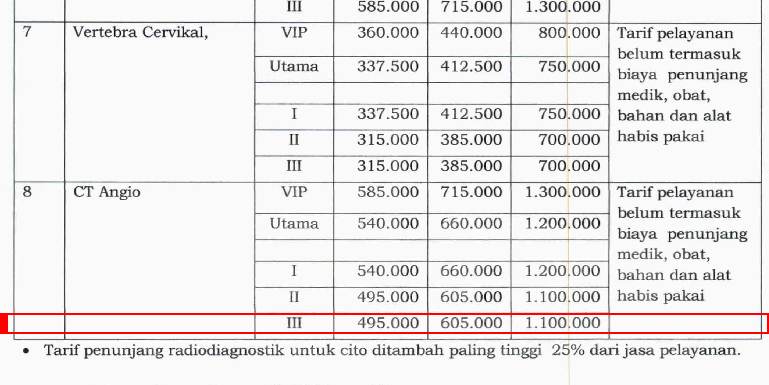 III 585.000 715.000 1.300.000
7 Vertebra Cervikal, VIP 360.000 440.000 800.000 Tarif pelayanan
belum termasuk
Utama 337.500 412.500 750.000 biaya penunjang
medik, obat,
I 337.500 412.500 750.000 bahan dan alat
II 315.000 385.000 700.000 habis pakai
III 315.000 385.000 700.000
8 CT Angio VIP 585.000 715.000 1.300.000 Tarif pelayanan
belum termasuk
Utama 540.000 660.000 1.200.000 biaya penunjang
medik, obat,
I 540.000 660.000 1.200.000 bahan dan alat
II 495.000 605.000 1.100.000 habis pakai
III 495.000 605.000 1.100.000
• Tarif penunjang radiodiagnostik untuk cito ditambah paling tinggi 25% dari jasa pelayanan.